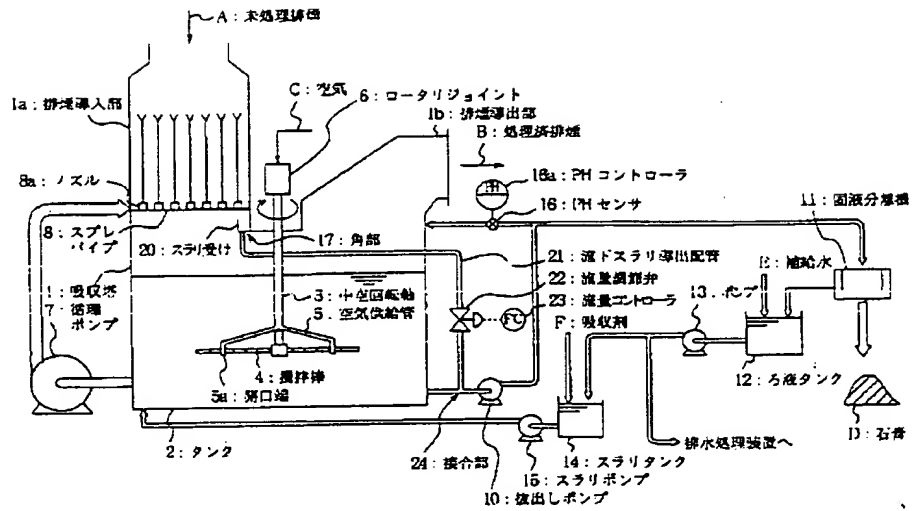 A：未処理排煙
1a：排煙導入部
C：空気
6：ロータリジョイント
1b：排煙導出部
B：処理済排煙
PH
16a：PHコントローラ
16：PHセンサ
11：固液分離機
8a：ノズル
8：スプレ
パイプ
20：スラリ受け
17：角部
21：流下スラリ導出配管
22：流量調節弁
23：流量コントローラ
FC
E：補給水
13：ポンプ
1：吸収塔
7：循環
ポンプ
3：中空回転軸
5：空気供給管
F：吸収剤
4：攪拌棒
5a：開口端
12：ろ液タンク
D：石膏
2：タンク
24：接合部
14：スラリタンク
排水処理装置へ
15：スラリポンプ
10：抜出しポンプ